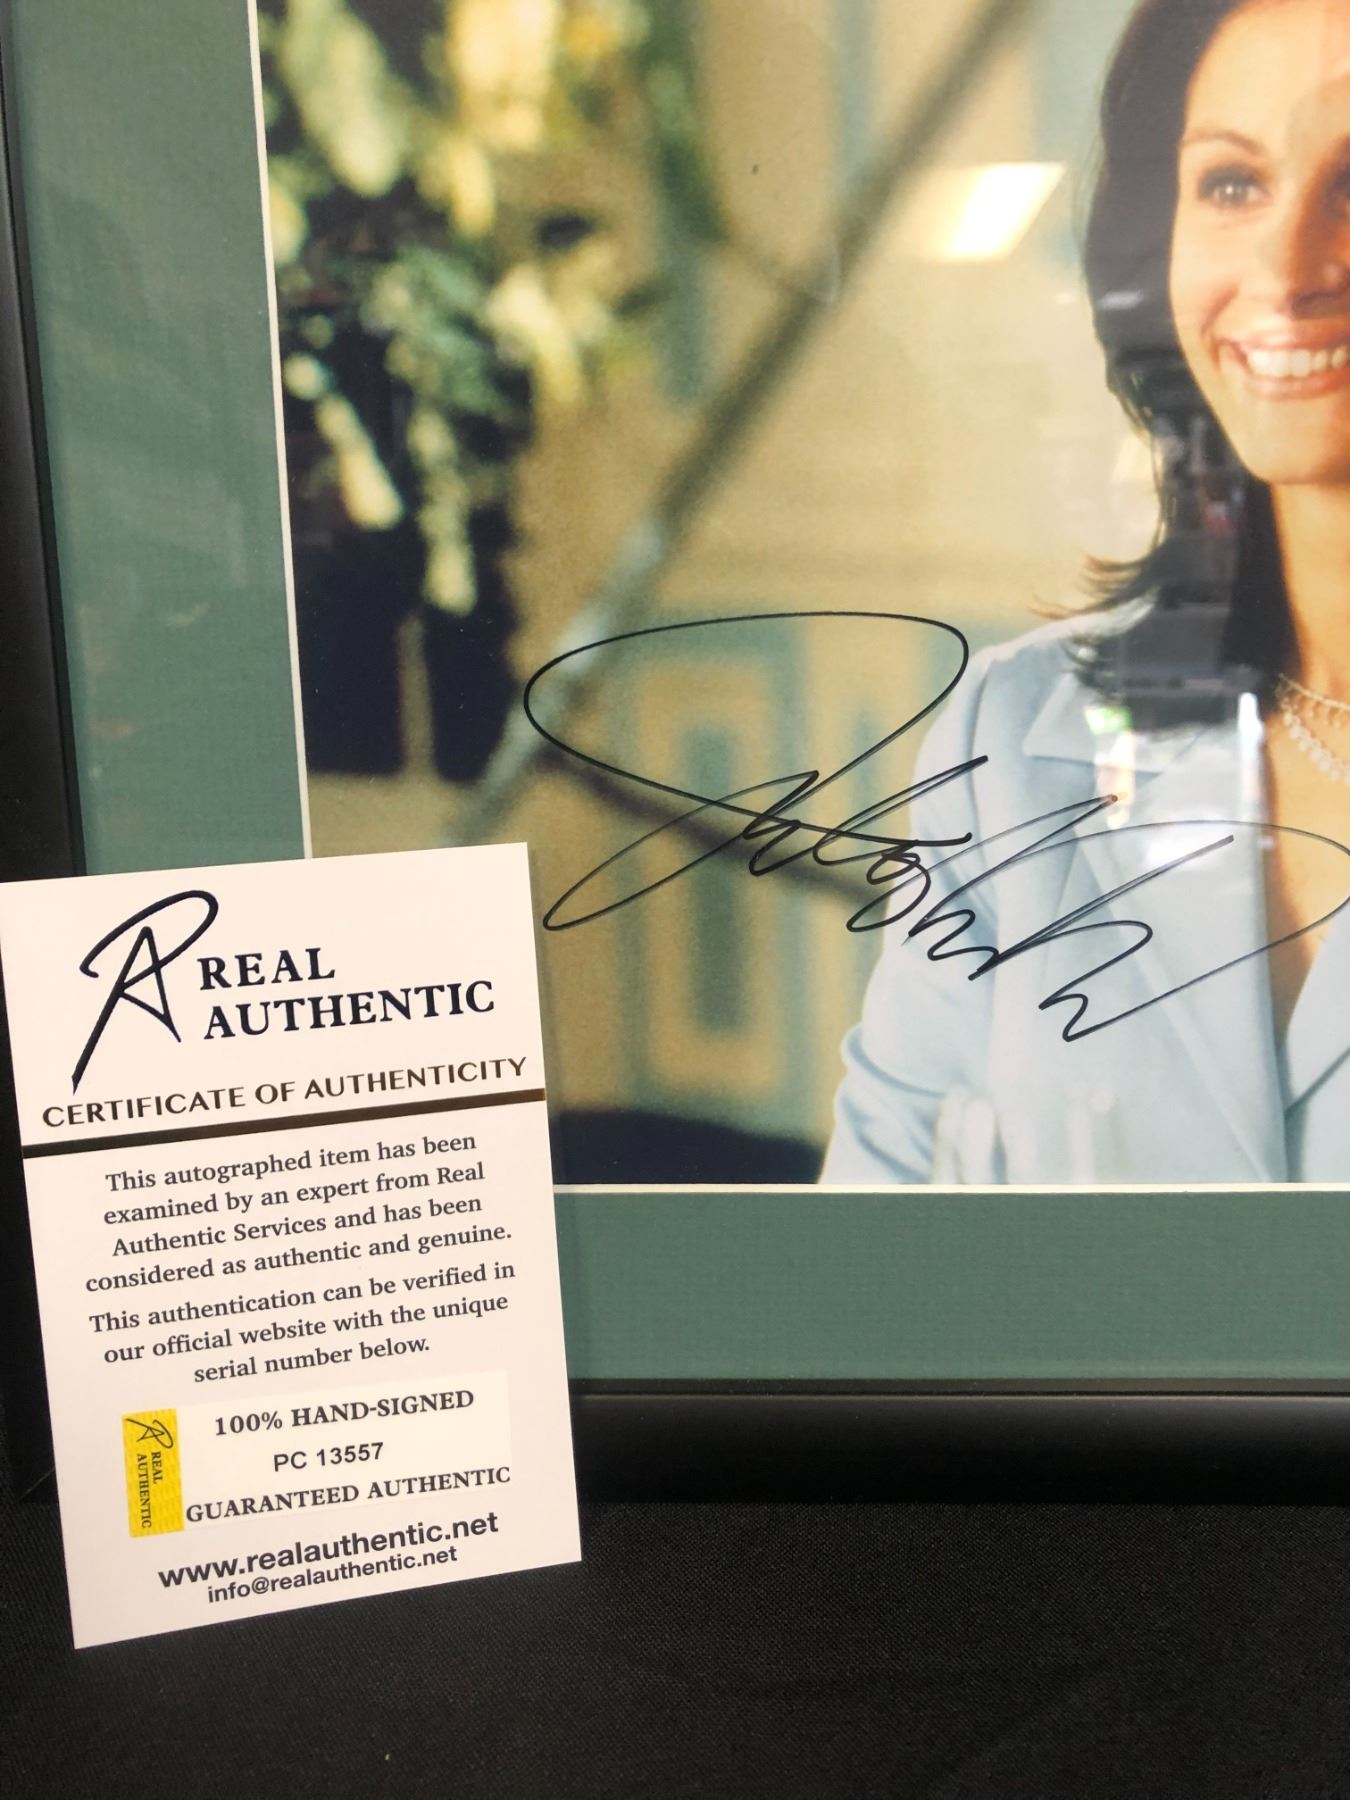 REAL
AUTHENTIC
CERTIFICATE OF AUTHENTICITY
This autographed item has been
examined by an expert from Real
Authentic Services and has been
considered as authentic and genuine.
This authentication can be verified in
our official website with the unique
serial number below.
REAL
AUTHENTIC
100% HAND-SIGNED
PC 13557
GUARANTEED AUTHENTIC
www.realauthentic.net
info@realauthentic.net